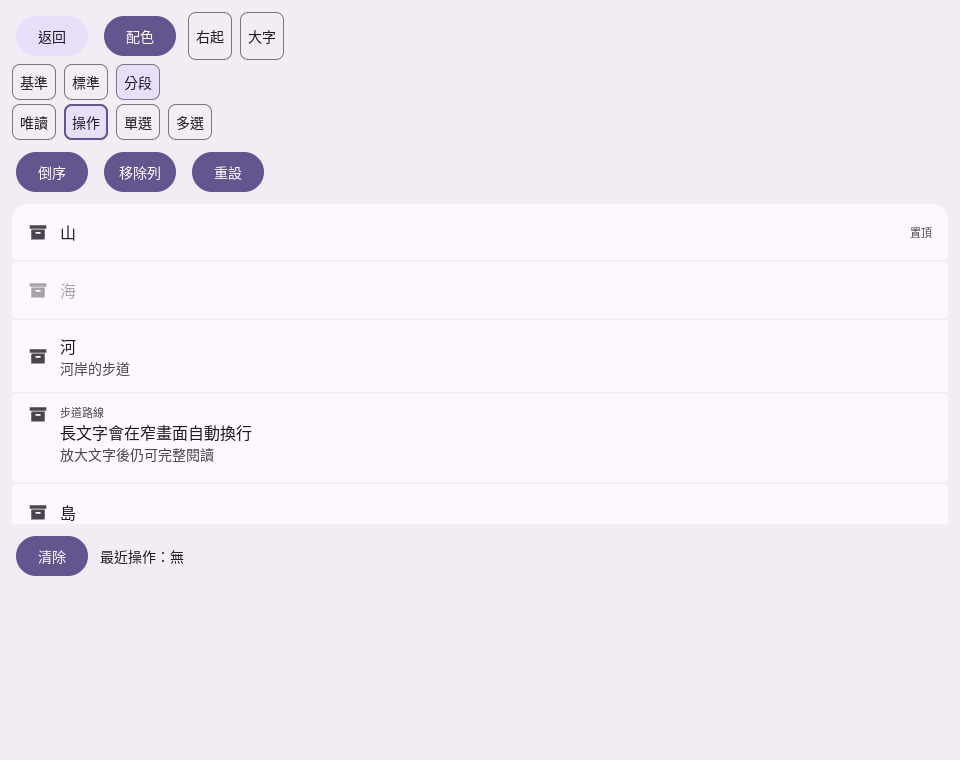 返回 配色 右起 大字
基準 標準 分段
唯讀 操作 單選 多選
倒序 移除列 重設
山 置頂
海
河
河岸的步道
步道路線
長文字會在窄畫面自動換行
放大文字後仍可完整閱讀
島
清除 最近操作：無